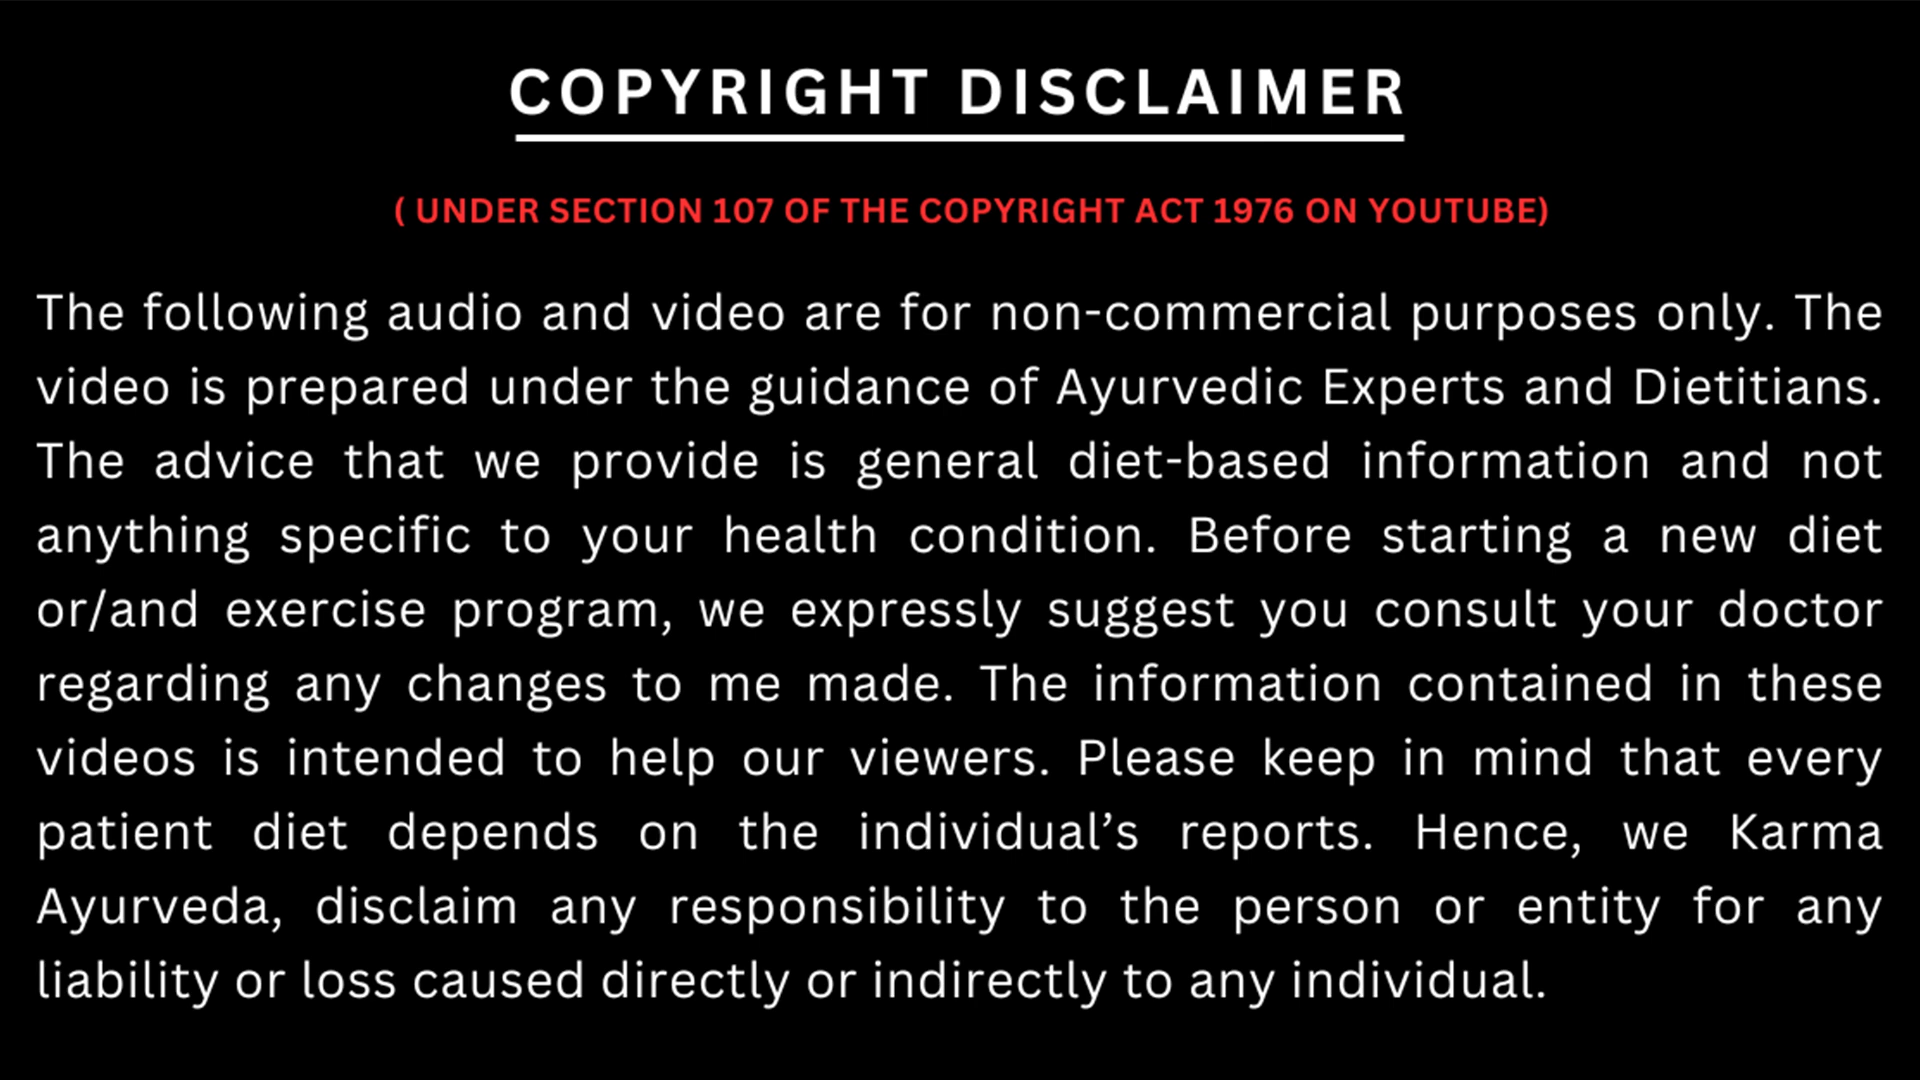 COPYRIGHT DISCLAIMER
( UNDER SECTION 107 OF THE COPYRIGHT ACT 1976 ON YOUTUBE)
The following audio and video are for non-commercial purposes only. The
video is prepared under the guidance of Ayurvedic Experts and Dietitians.
The advice that we provide is general diet-based information and not
anything specific to your health condition. Before starting a new diet
or/and exercise program, we expressly suggest you consult your doctor
regarding any changes to me made. The information contained in these
videos is intended to help our viewers. Please keep in mind that every
patient diet depends on the individual’s reports. Hence, we Karma
Ayurveda, disclaim any responsibility to the person or entity for any
liability or loss caused directly or indirectly to any individual.